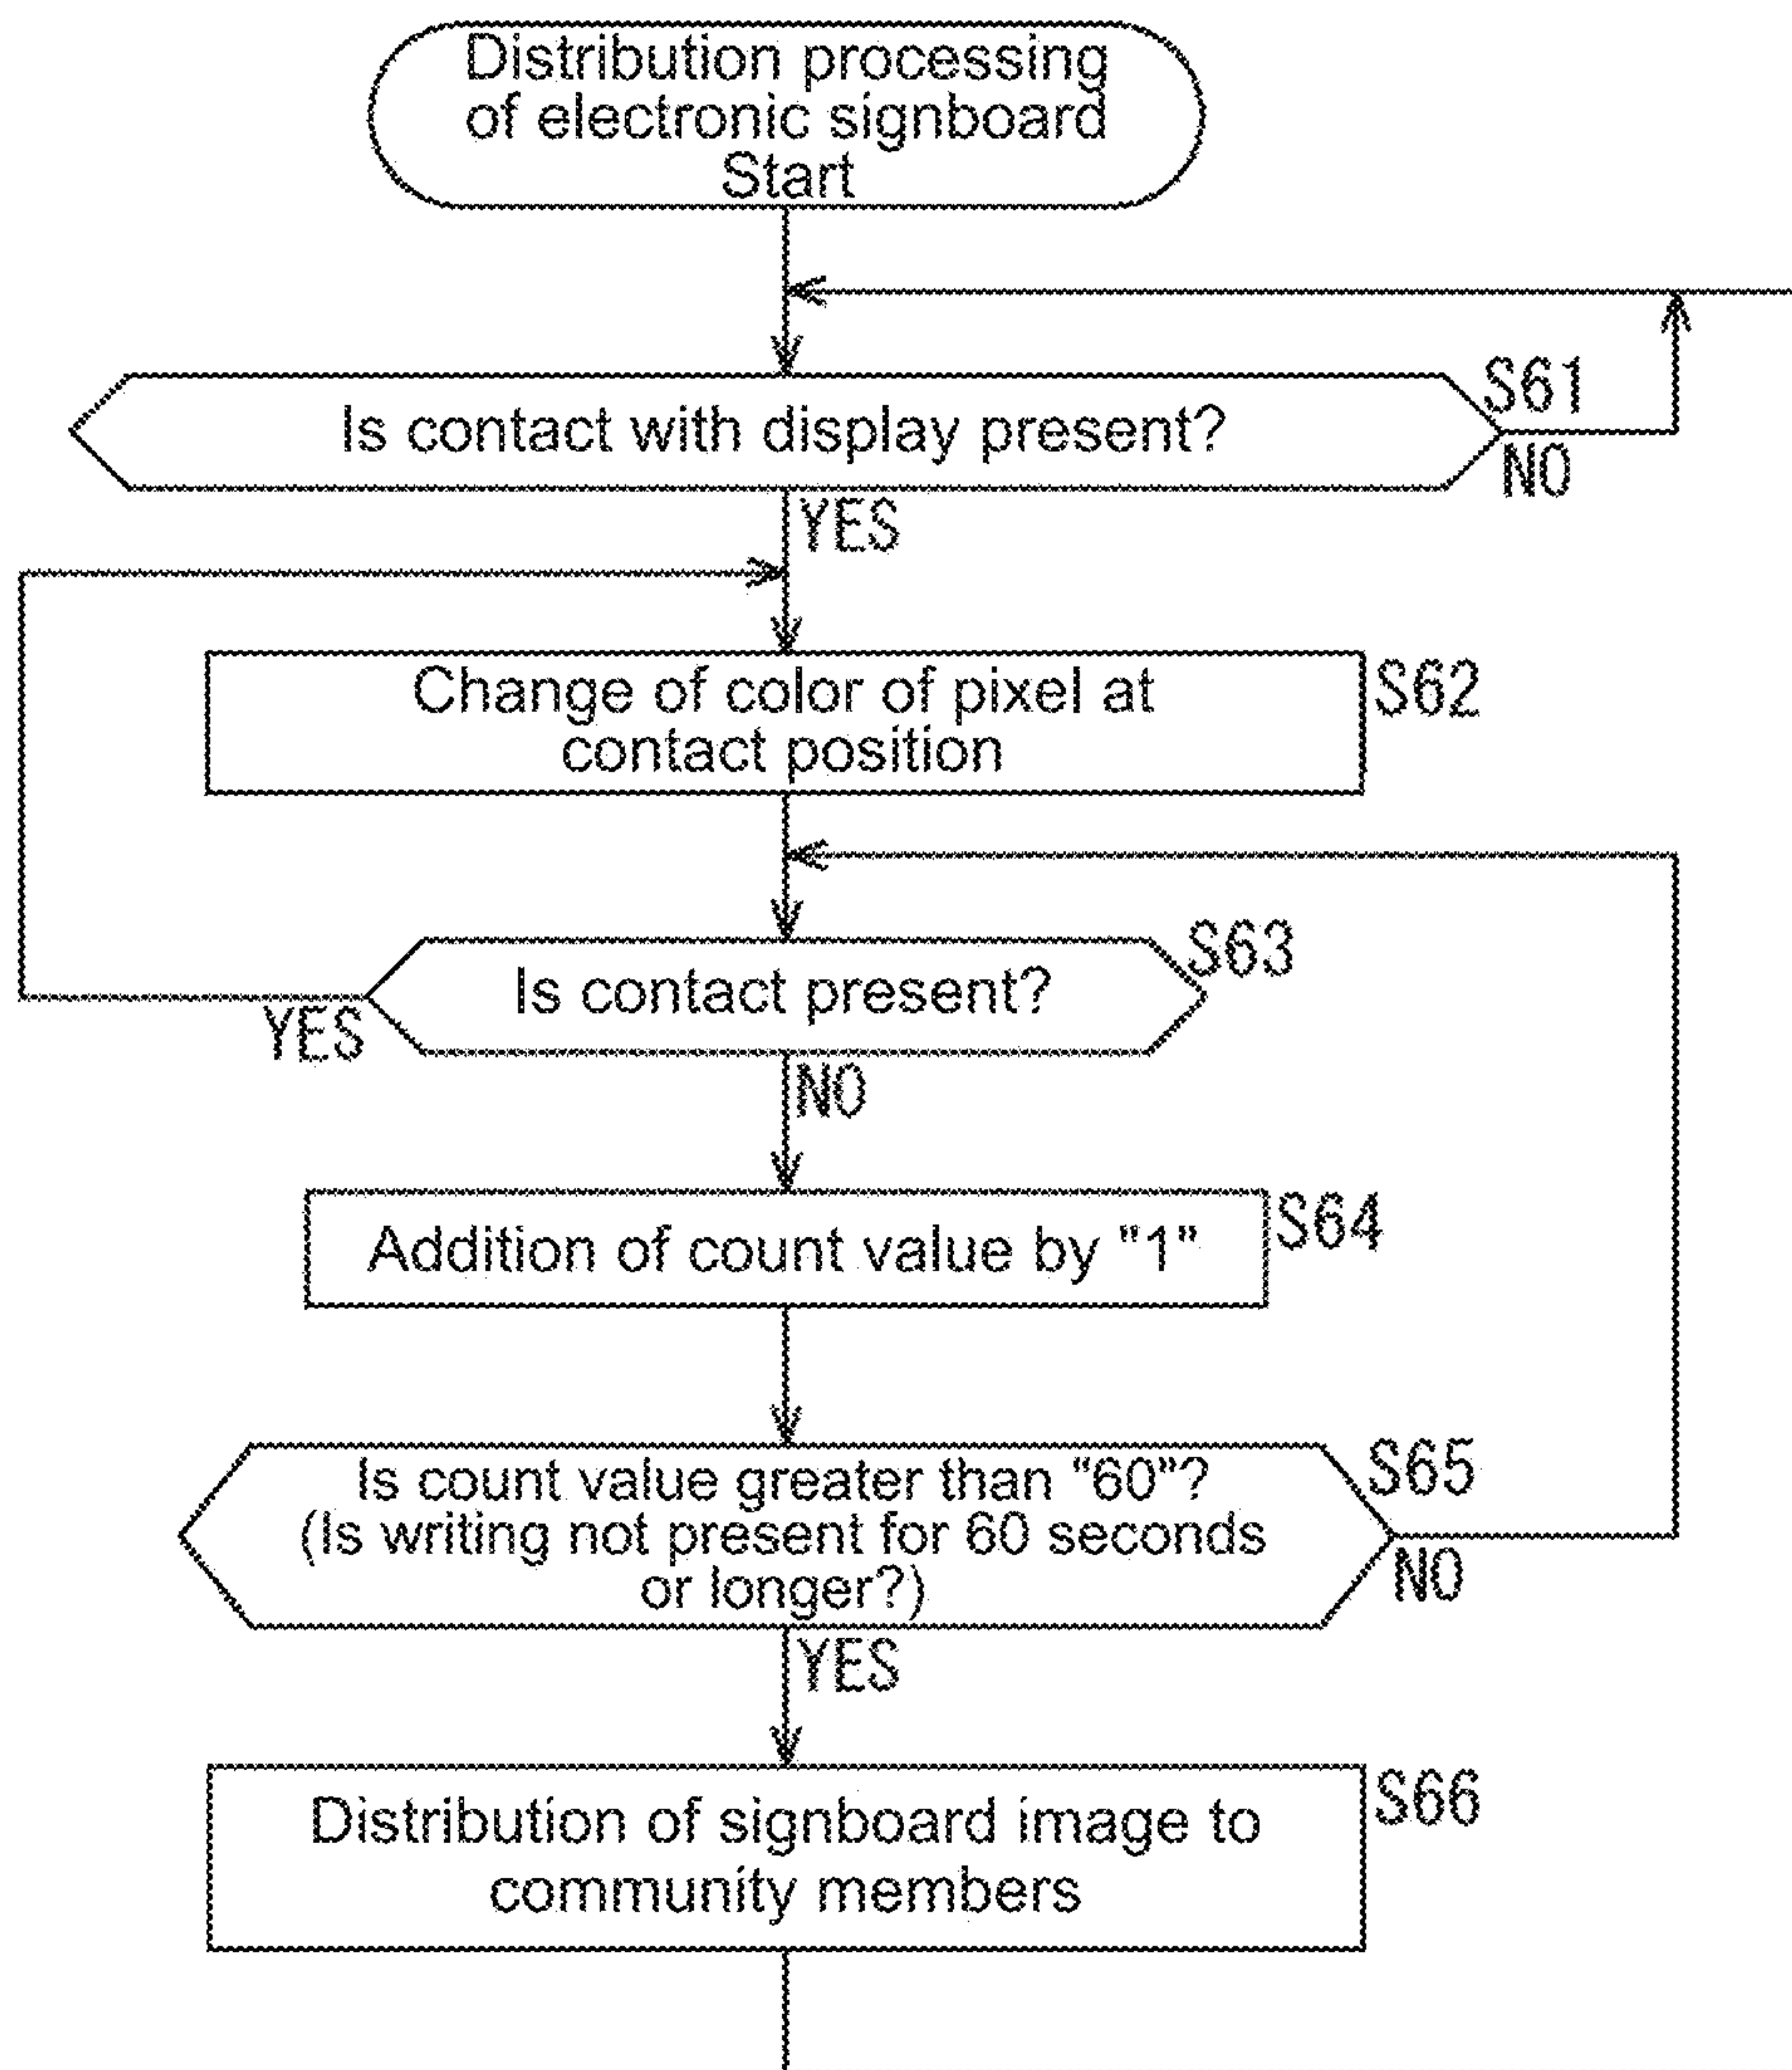 Distribution processing
of electronic signboard
Start
S61
Is contact with display present?
NO
YES
Change of color of pixel at
contact position
S62
S63
Is contact present?
YES
NO
Addition of count value by "1"
S64
Is count value greater than "60"?
(Is writing not present for 60 seconds
or longer?)
S65
NO
YES
Distribution of signboard image to
community members
S66